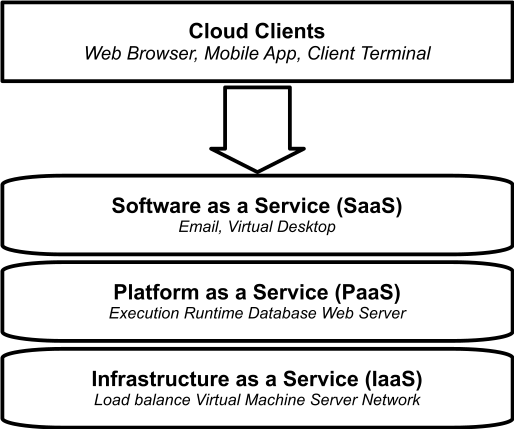 Cloud Clients
Web Browser, Mobile App, Client Terminal
Software as a Service (SaaS)
Email, Virtual Desktop
Platform as a Service (PaaS)
Execution Runtime Database Web Server
Infrastructure as a Service (IaaS)
Load balance Virtual Machine Server Network